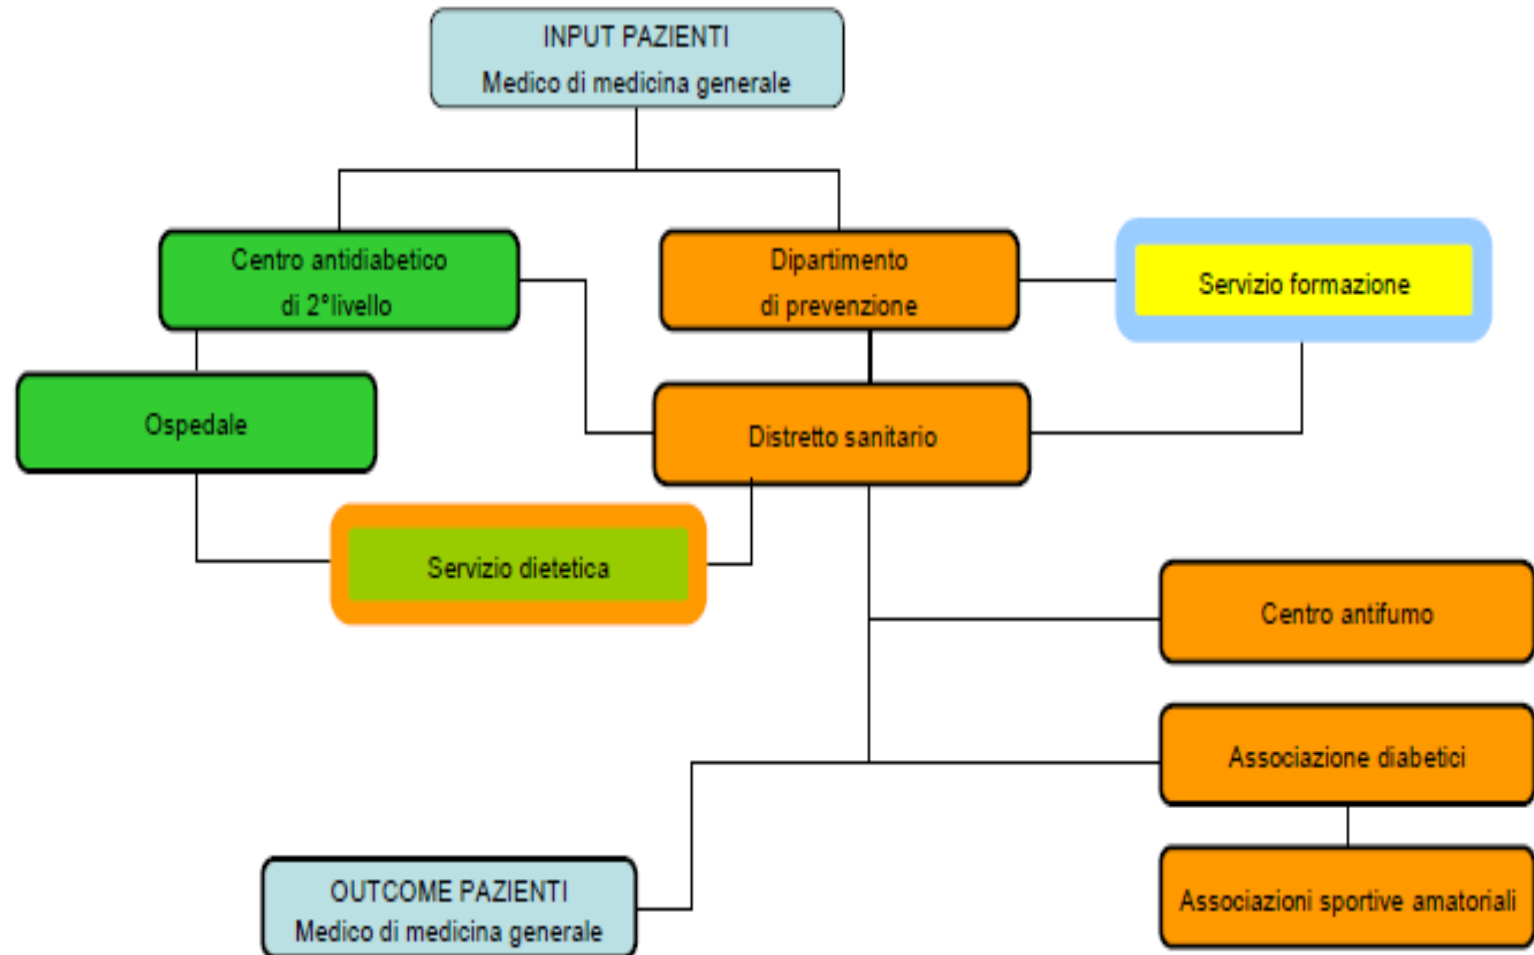 INPUT PAZIENTI
Medico di medicina generale
Centro antidiabetico
di 2°livello
Dipartimento
di prevenzione
Servizio formazione
Ospedale
Distretto sanitario
Servizio dietetica
Centro antifumo
Associazione diabetici
OUTCOME PAZIENTI
Medico di medicina generale
Associazioni sportive amatoriali